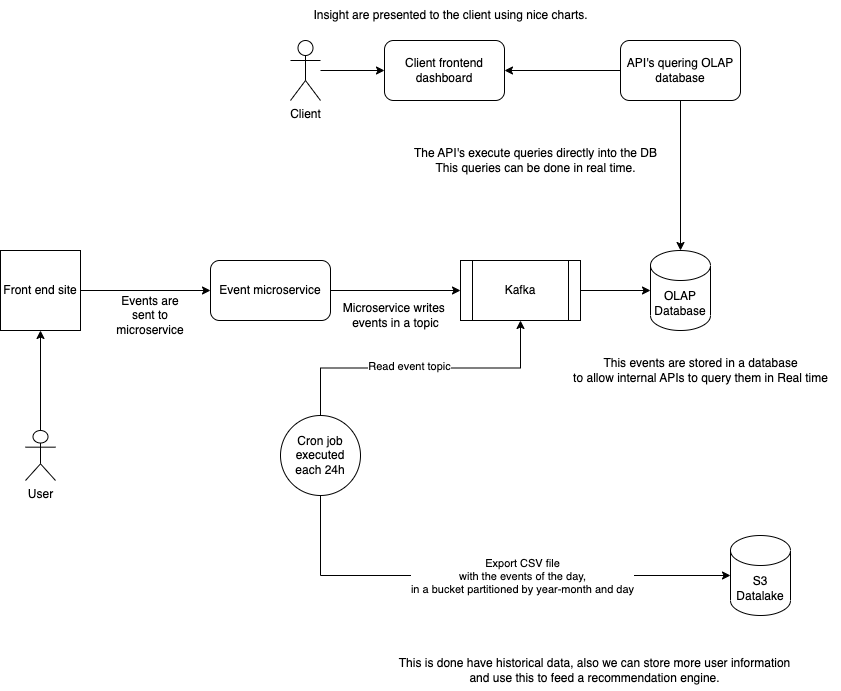 Insight are presented to the client using nice charts.
Client frontend
dashboard
API's quering OLAP
database
Client
The API's execute queries directly into the DB
This queries can be done in real time.
Front end site
Events are
sent to
microservice
Event microservice
Microservice writes
events in a topic
Kafka
OLAP
Database
This events are stored in a database
to allow internal APIs to query them in Real time
Read event topic
Cron job
executed
each 24h
User
Export CSV file
with the events of the day,
in a bucket partitioned by year-month and day
S3
Datalake
This is done have historical data, also we can store more user information
and use this to feed a recommendation engine.